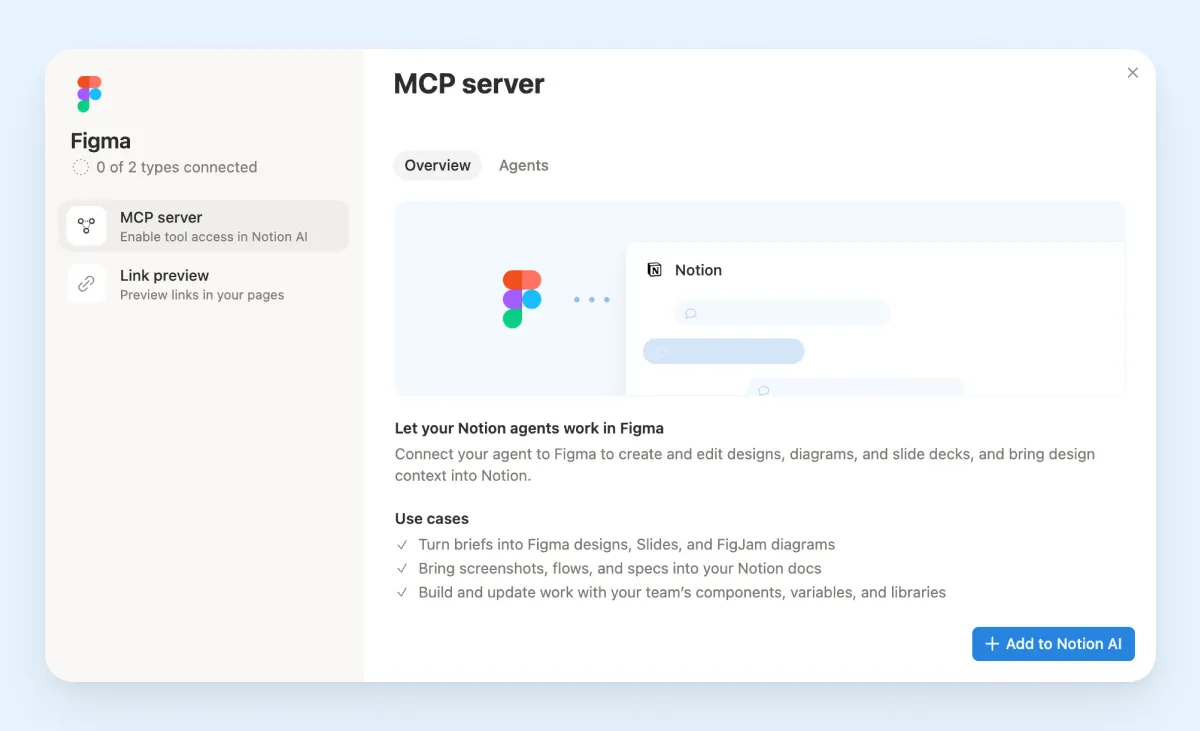 Figma
0 of 2 types connected
MCP server
Enable tool access in Notion AI
Link preview
Preview links in your pages
MCP server
Overview
Agents
Notion
Let your Notion agents work in Figma
Connect your agent to Figma to create and edit designs, diagrams, and slide decks, and bring design
context into Notion.
Use cases
Turn briefs into Figma designs, Slides, and FigJam diagrams
Bring screenshots, flows, and specs into your Notion docs
Build and update work with your team’s components, variables, and libraries
Add to Notion AI